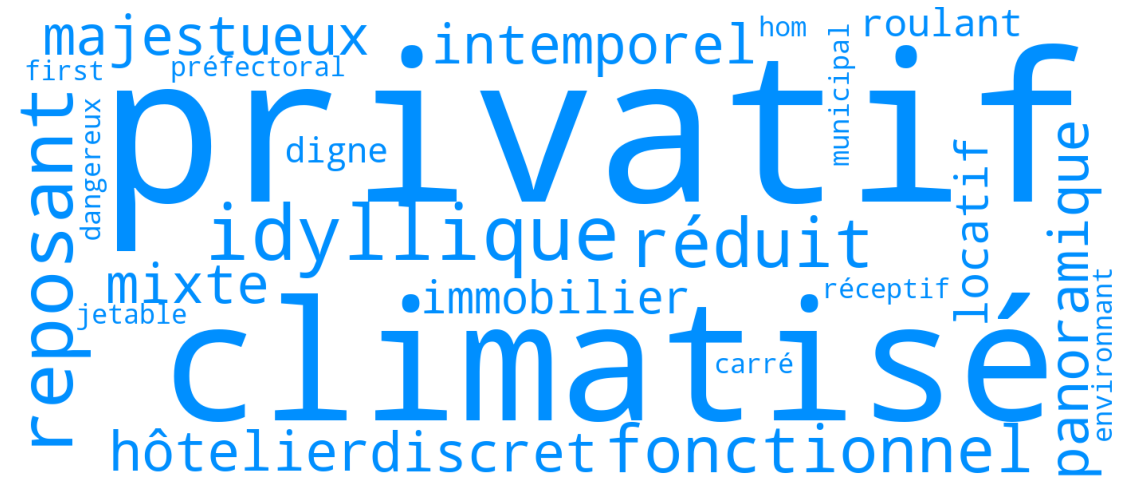 majestueux
intemporel
hom
roulant
first
préfectoral
privatif
municipal
reposant
dangereux
digne
panoramique
locatif
idyllique
réduit
mixte
immobilier
réceptif
jetable
climatisé
carré
environnant
hôtelier
discret
fonctionnel